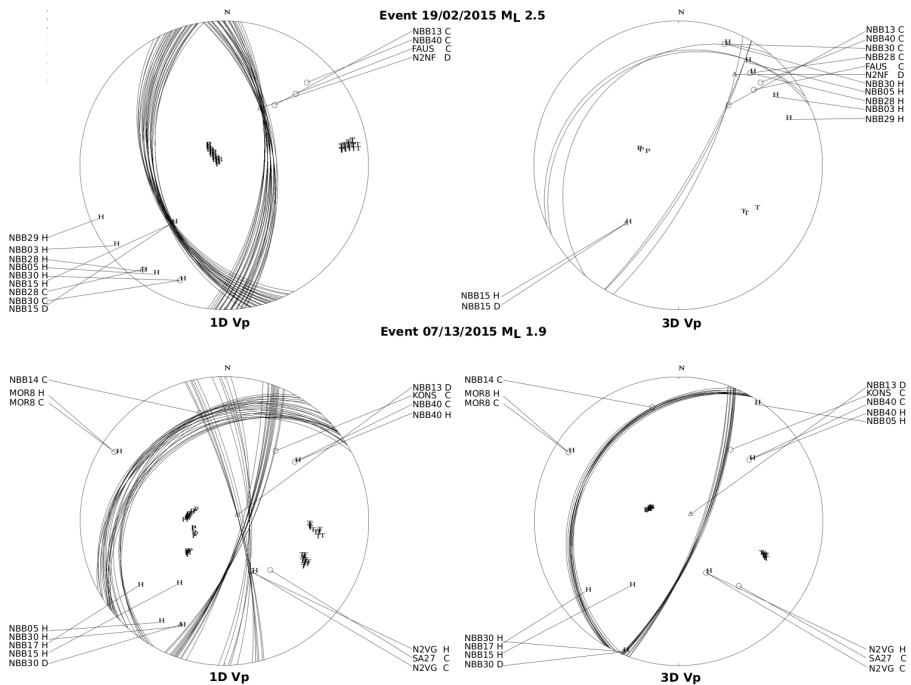 Event 19/02/2015 ML 2.5
N
NBB13 C
NBB40 C
FAUS C
N2NF D
NBB29 H
NBB03 H
NBB28 H
NBB05 H
NBB30 H
NBB15 H
NBB28 C
NBB30 C
NBB15 D
1D Vp
N
NBB13 C
NBB40 C
NBB30 C
NBB28 C
FAUS C
N2NF D
NBB30 H
NBB05 H
NBB28 H
NBB03 H
NBB29 H
NBB15 H
NBB15 D
3D Vp
Event 07/13/2015 ML 1.9
N
NBB14 C
MOR8 H
MOR8 C
NBB13 D
KONS C
NBB40 C
NBB40 H
NBB05 H
NBB30 H
NBB17 H
NBB15 H
NBB30 D
N2VG H
SA27 C
N2VG C
1D Vp
N
NBB14 C
MOR8 H
MOR8 C
NBB13 D
KONS C
NBB40 C
NBB40 H
NBB05 H
NBB30 H
NBB17 H
NBB15 H
NBB30 D
N2VG H
SA27 C
N2VG C
3D Vp